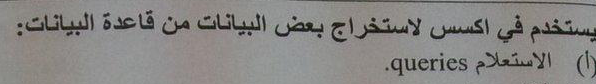 يستخدم في اكسس لاستخراج بعض البيانات من قاعدة البيانات:
(أ) الاستعلام queries.